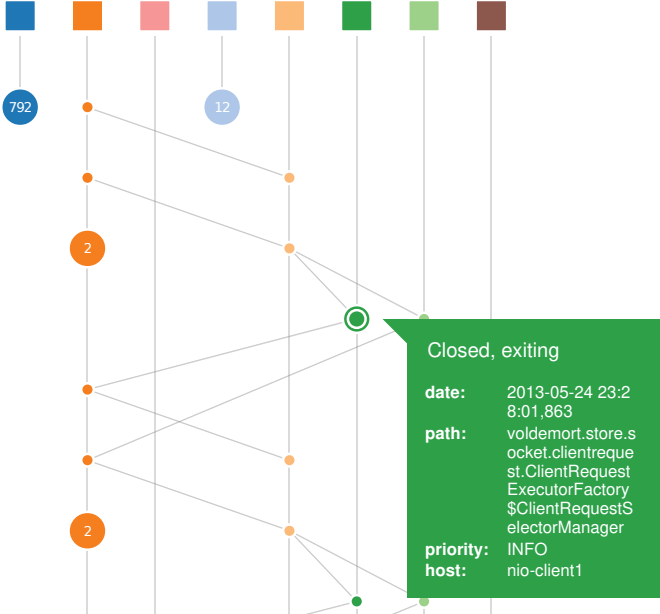 792
12
2
Closed, exiting
date: 2013-05-24 23:2
8:01,863
path: voldemort.store.s
ocket.clientreque
st.ClientRequest
ExecutorFactory
$ClientRequestS
electorManager
2
priority: INFO
host: nio-client1